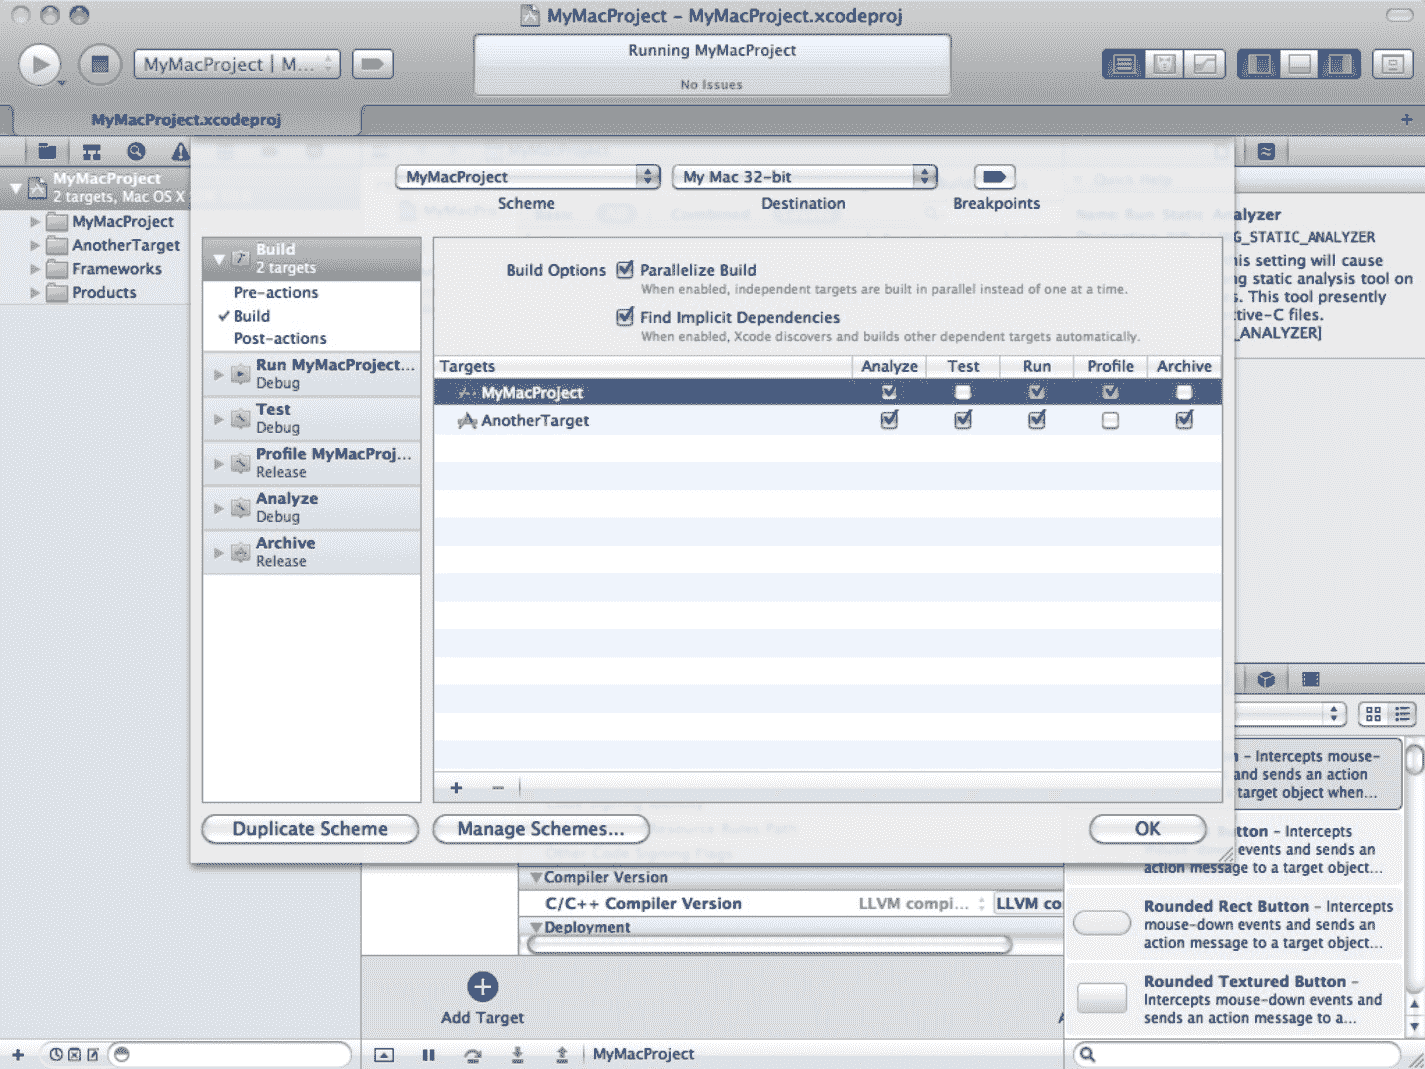 MyMacProject - MyMacProject.xcodeproj
MyMacProject | M...
Running MyMacProject
No Issues
MyMacProject.xcodeproj
MyMacProject
2 targets, Mac OS X
MyMacProject
AnotherTarget
Frameworks
Products
MyMacProject
My Mac 32-bit
Scheme
Destination
Breakpoints
Quick Help
alyzer
G_STATIC_ANALYZER
is setting will cause
ng static analysis tool on
s. This tool presently
ctive-C files.
_ANALYZER]
Build
2 targets
Pre-actions
Build
Post-actions
Run MyMacProject...
Debug
Test
Debug
Profile MyMacProj...
Release
Analyze
Debug
Archive
Release
Build Options
Parallelize Build
When enabled, independent targets are built in parallel instead of one at a time.
Find Implicit Dependencies
When enabled, Xcode discovers and builds other dependent targets automatically.
Targets Analyze Test Run Profile Archive
MyMacProject
AnotherTarget
Duplicate Scheme
Manage Schemes...
OK
Compiler Version
C/C++ Compiler Version LLVM compi... LLVM co
Deployment
Add Target
MyMacProject
n - Intercepts mouse-
and sends an action
target object when...
utton - Intercepts
events and sends an
action message to a target object...
Rounded Rect Button - Intercepts
mouse-down events and sends an
action message to a target object...
Rounded Textured Button -
Intercepts mouse-down events and
sends an action message to a...